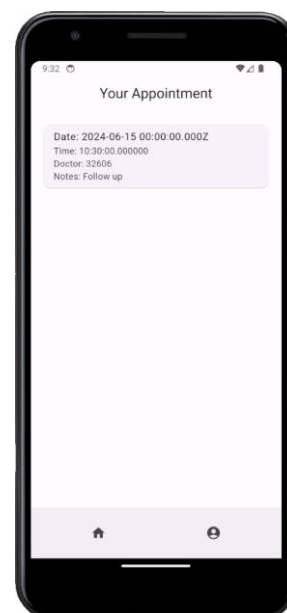 9:32
Your Appointment
Date: 2024-06-15 00:00:00.000Z
Time: 10:30:00.000000
Doctor: 32606
Notes: Follow up